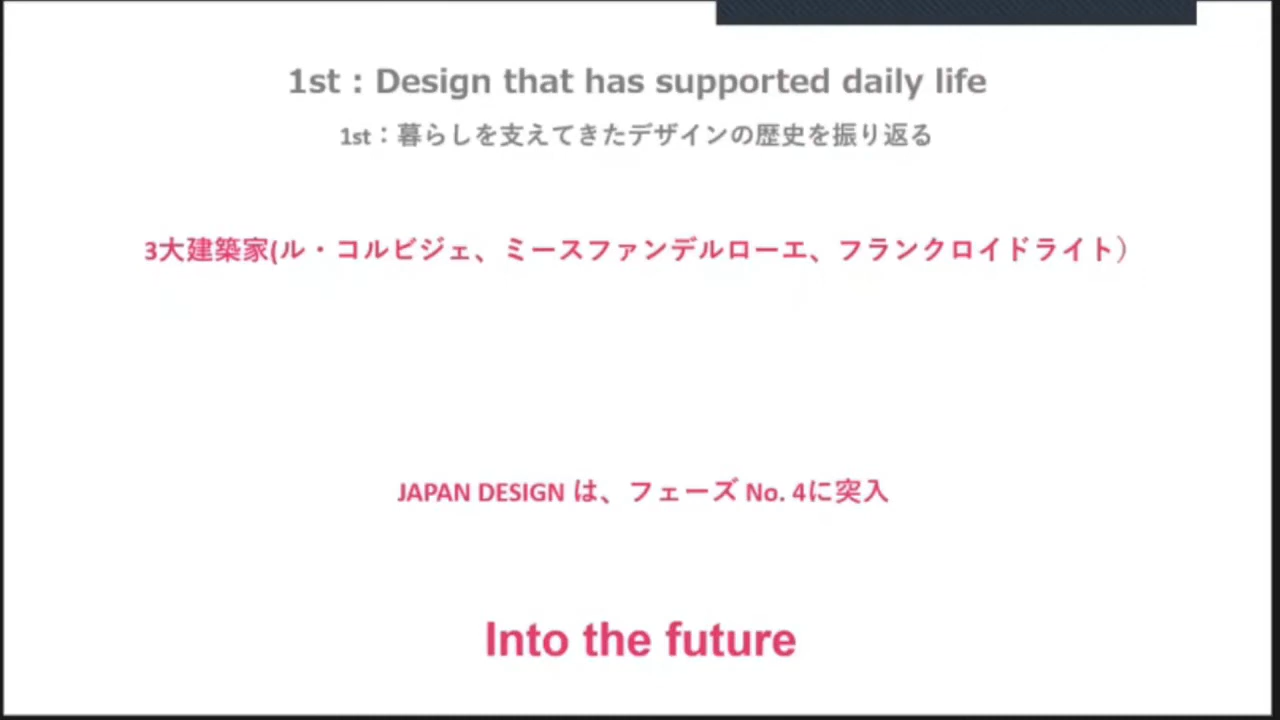 1st : Design that has supported daily life
1st：暮らしを支えてきたデザインの歴史を振り返る
3大建築家(ル・コルビジェ、ミースファンデルローエ、フランクロイドライト）
JAPAN DESIGN は、フェーズ No. 4に突入
Into the future